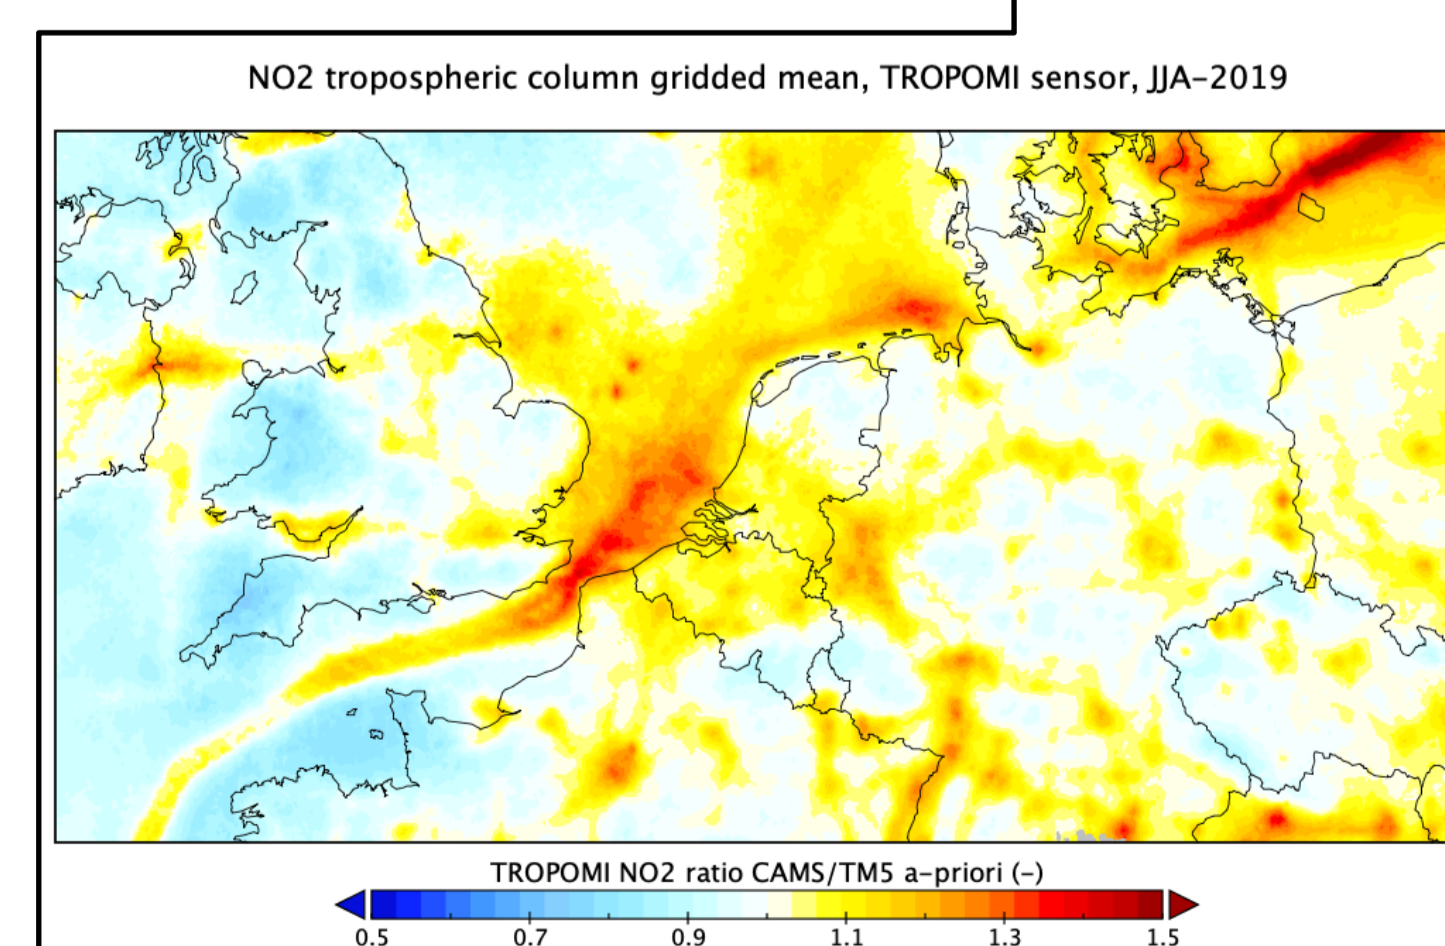 NO2 tropospheric column gridded mean, TROPOMI sensor, JJA-2019
TROPOMI NO2 ratio CAMS/TM5 a-priori (-)
0.5 0.7 0.9 1.1 1.3 1.5